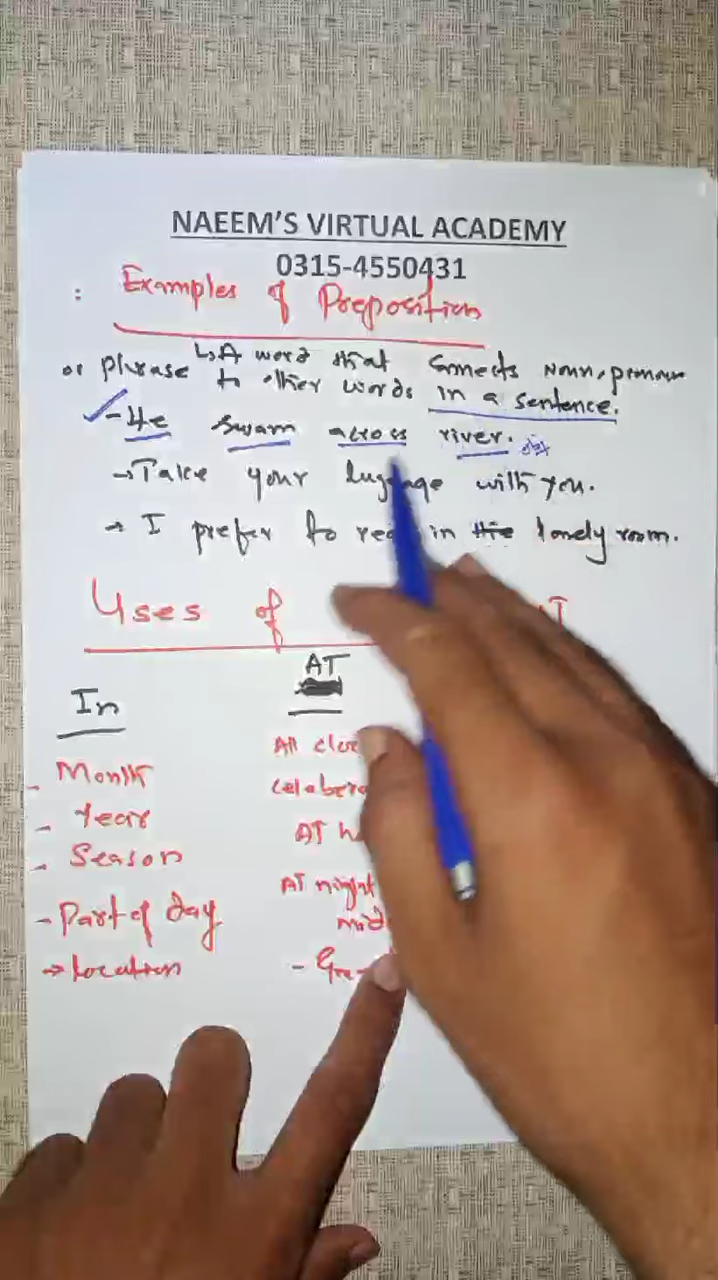 NAEEM'S VIRTUAL ACADEMY
0315-4550431
: Examples of Preposition
↳ A word that Connects Noun, pronoun
or phrase to other words in a sentence.
- He swam across river. obj
→ Take your luggage with you.
→ I prefer to read in the lonely room.
Uses of
In
AT
- Month
- Year
- Season
- Part of day
→ location
All
AT
AT night